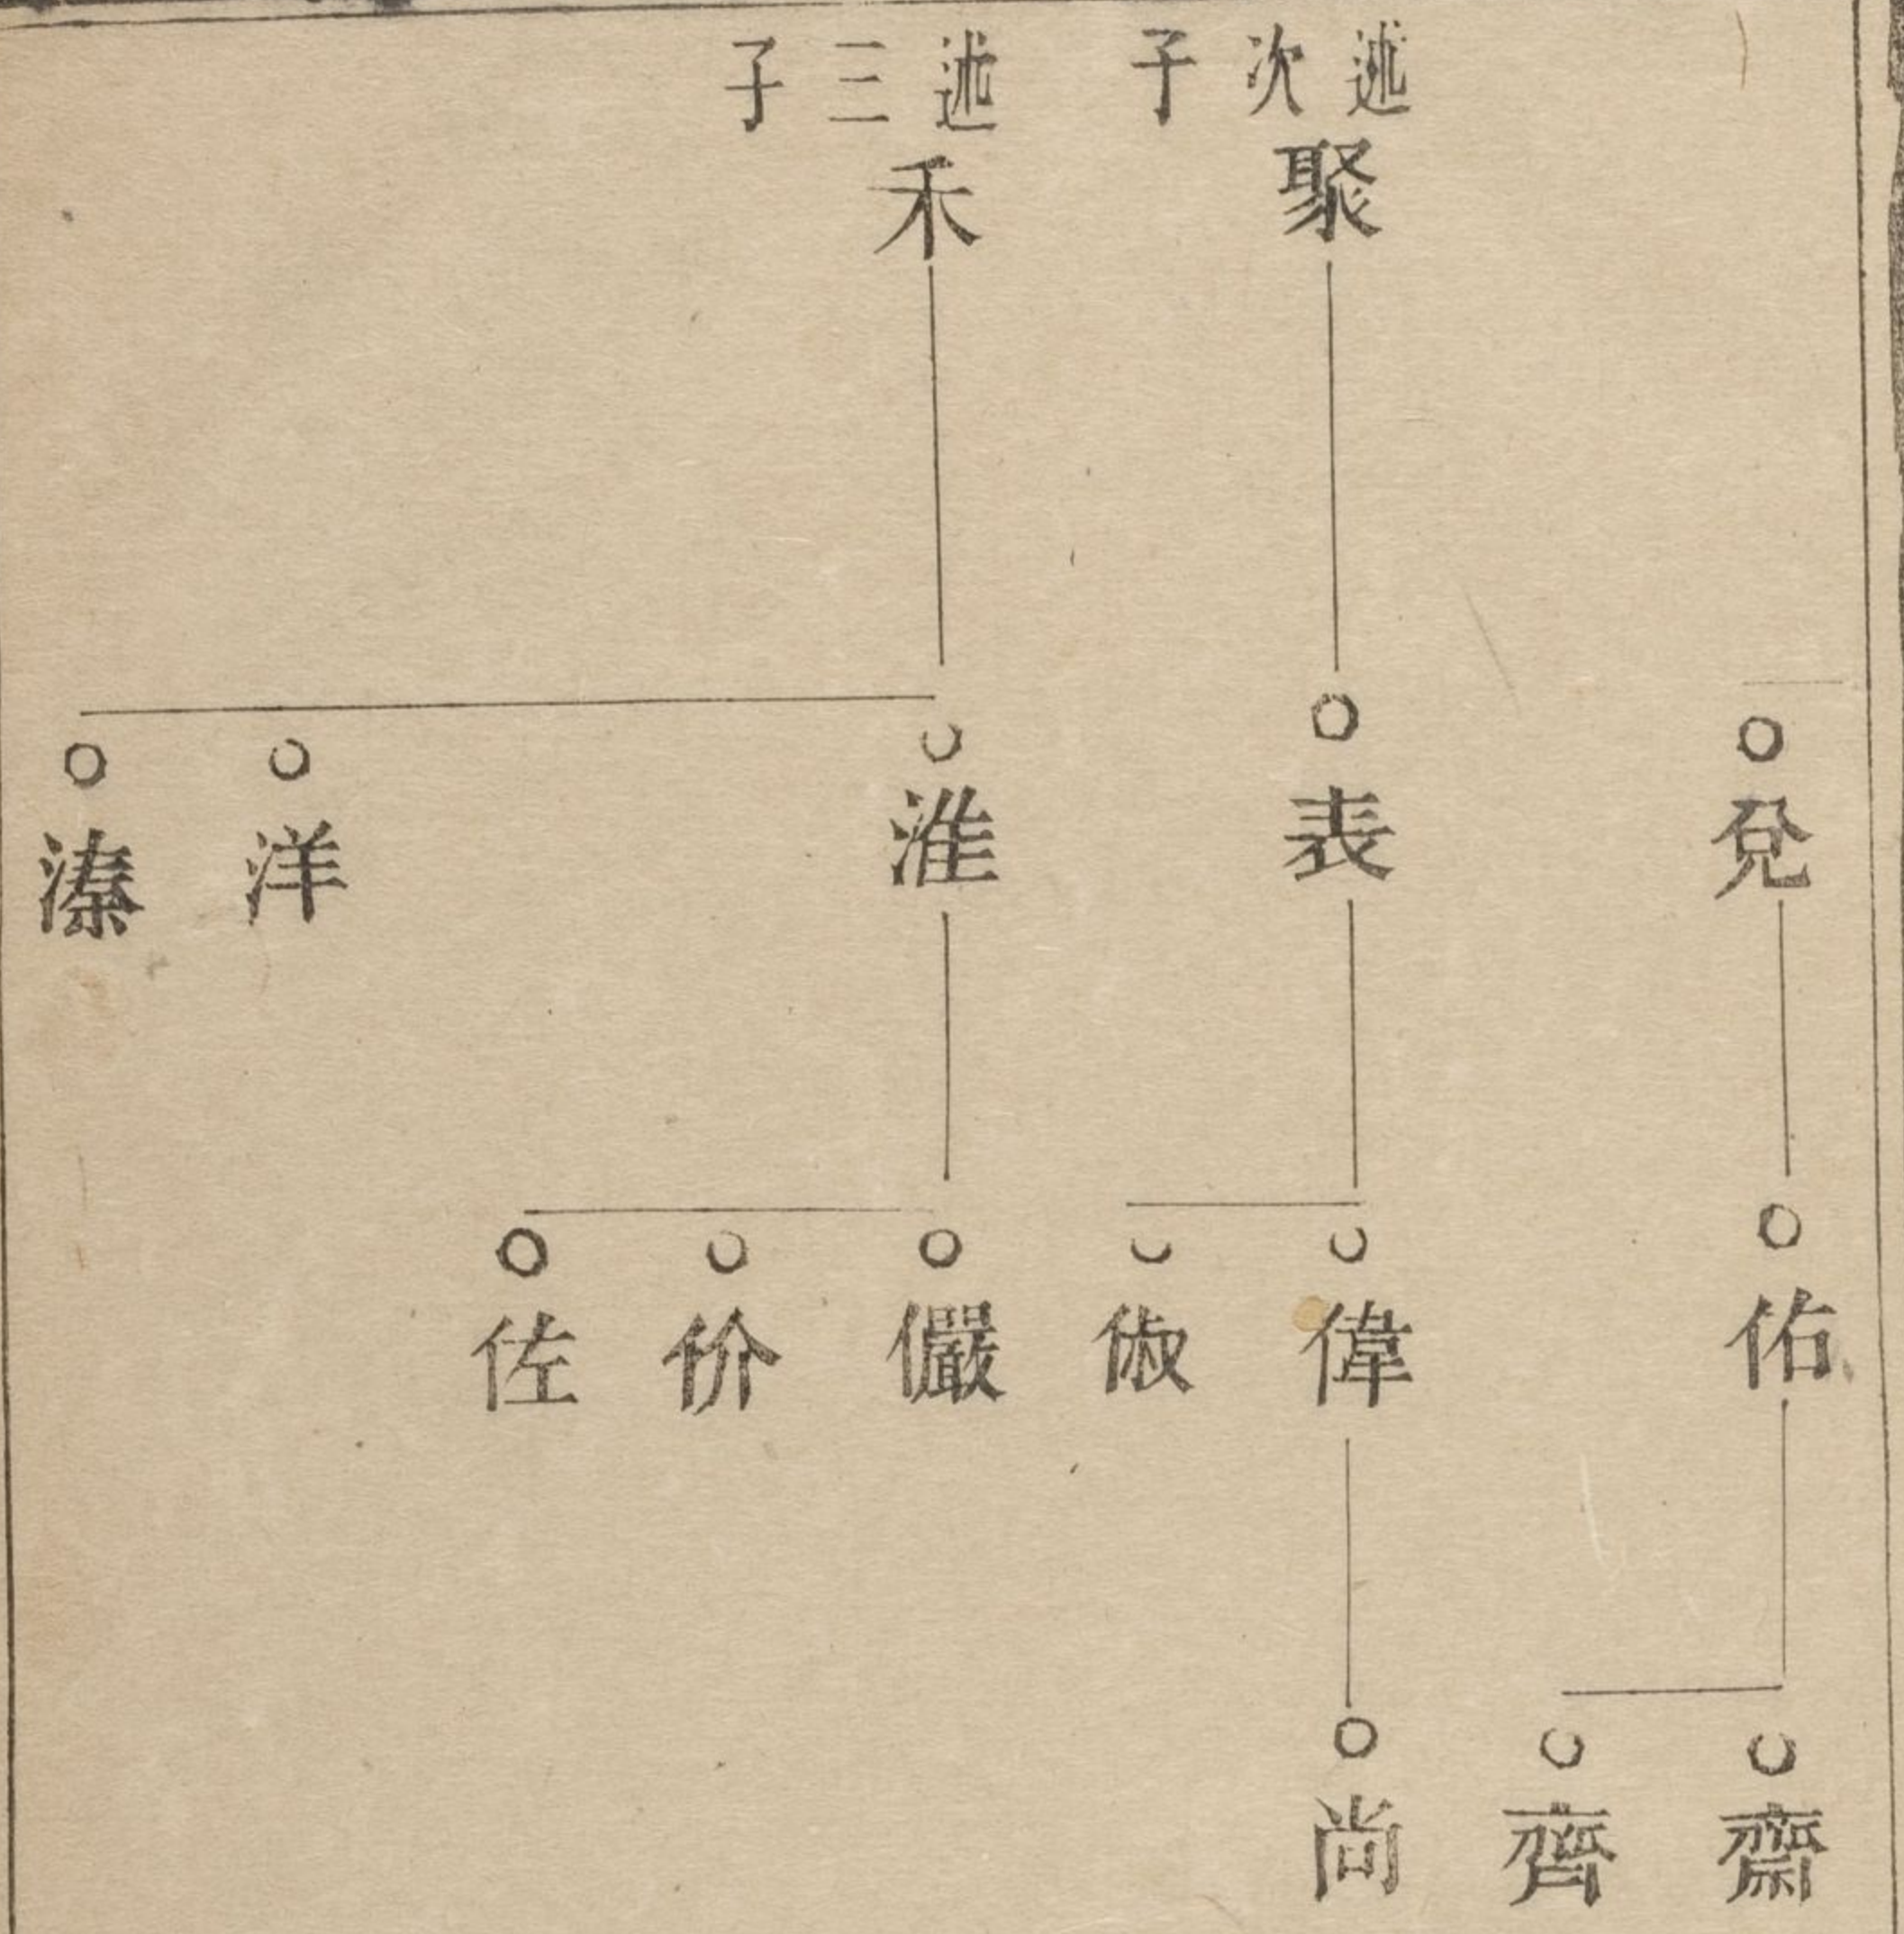 述次子
述三子
聚
禾
兌
表
淮
洋
溱
佑
偉
俶
儼
价
佐
齋
齊
尚